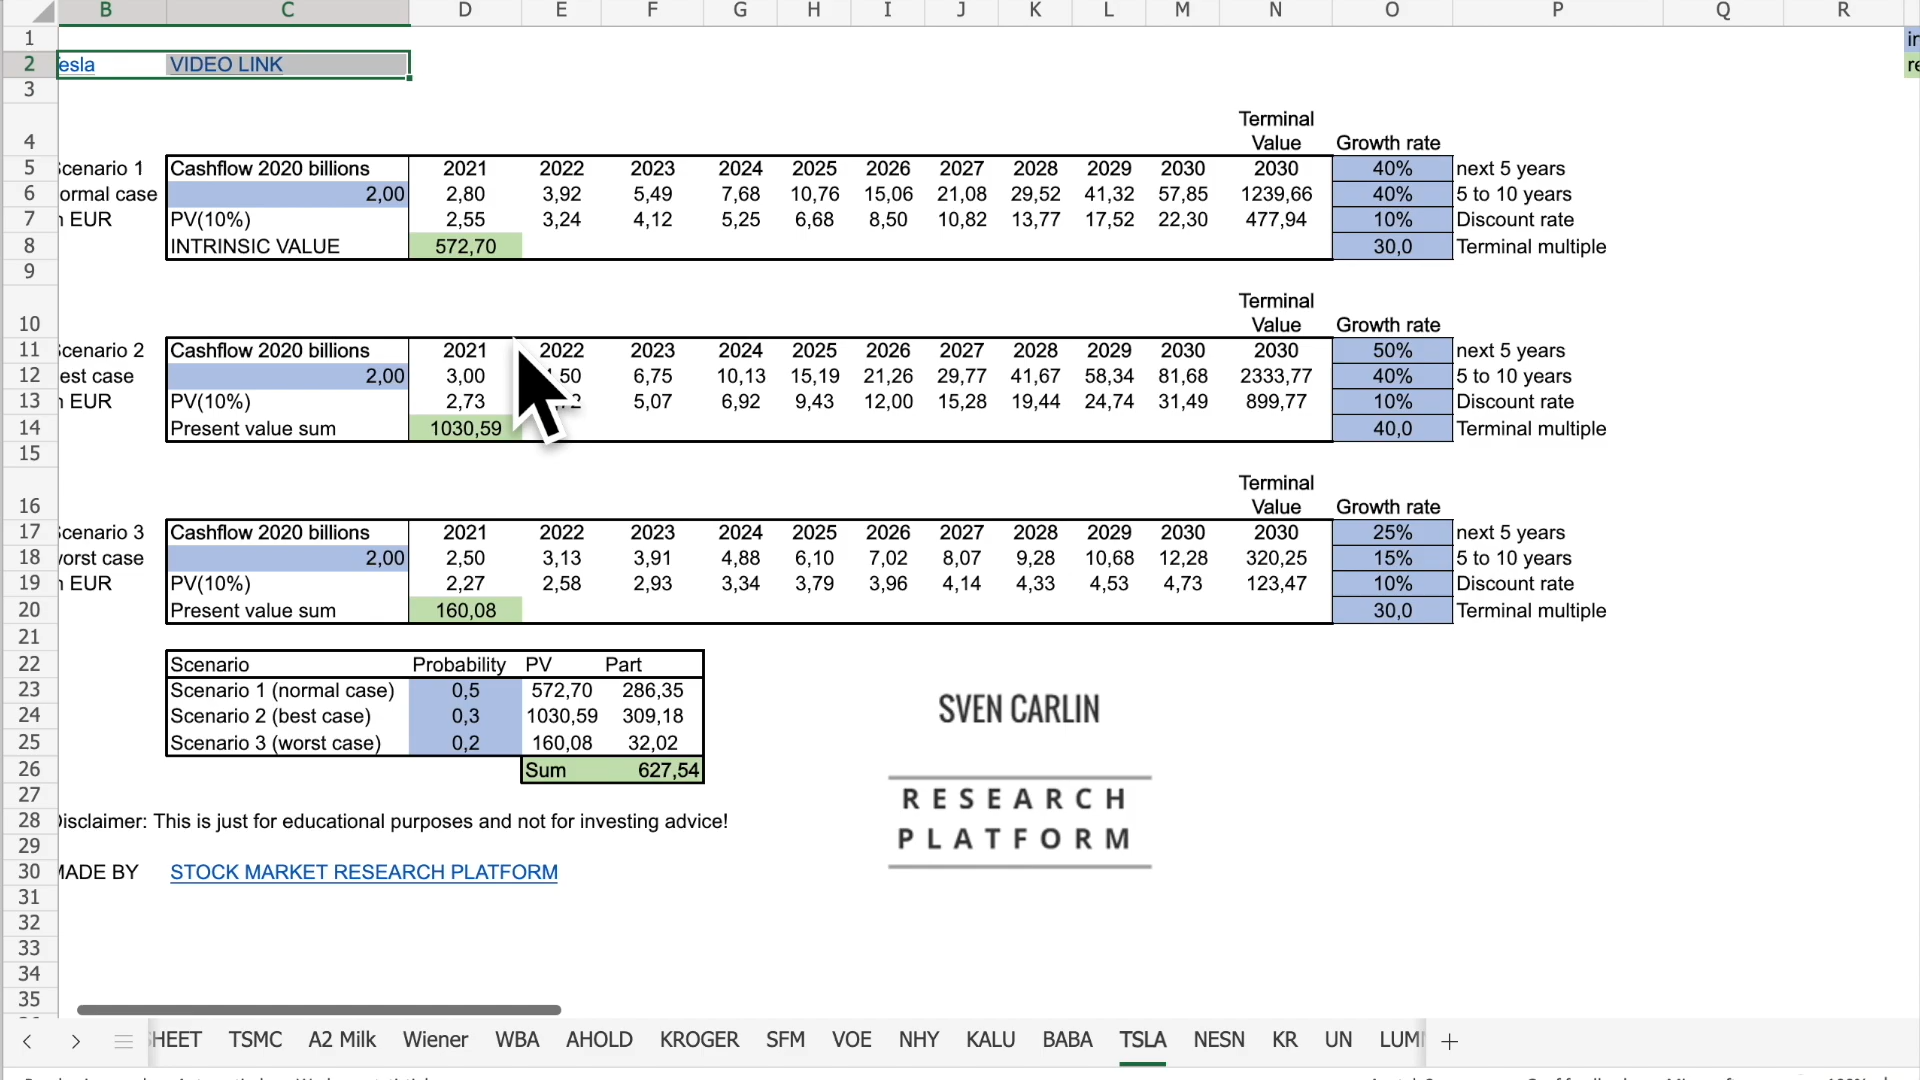 B C D E F G H I J K L M N O P Q R
1
2 esla VIDEO LINK
3
Terminal
4 Value Growth rate
5 cenario 1 Cashflow 2020 billions 2021 2022 2023 2024 2025 2026 2027 2028 2029 2030 2030 40% next 5 years
6 ormal case 2,00 2,80 3,92 5,49 7,68 10,76 15,06 21,08 29,52 41,32 57,85 1239,66 40% 5 to 10 years
7 EUR PV(10%) 2,55 3,24 4,12 5,25 6,68 8,50 10,82 13,77 17,52 22,30 477,94 10% Discount rate
8 INTRINSIC VALUE 572,70 30,0 Terminal multiple
9
Terminal
10 Value Growth rate
11 cenario 2 Cashflow 2020 billions 2021 2022 2023 2024 2025 2026 2027 2028 2029 2030 2030 50% next 5 years
12 est case 2,00 3,00 50 6,75 10,13 15,19 21,26 29,77 41,67 58,34 81,68 2333,77 40% 5 to 10 years
13 EUR PV(10%) 2,73 5,07 6,92 9,43 12,00 15,28 19,44 24,74 31,49 899,77 10% Discount rate
14 Present value sum 1030,59 40,0 Terminal multiple
15
Terminal
16 Value Growth rate
17 cenario 3 Cashflow 2020 billions 2021 2022 2023 2024 2025 2026 2027 2028 2029 2030 2030 25% next 5 years
18 orst case 2,00 2,50 3,13 3,91 4,88 6,10 7,02 8,07 9,28 10,68 12,28 320,25 15% 5 to 10 years
19 EUR PV(10%) 2,27 2,58 2,93 3,34 3,79 3,96 4,14 4,33 4,53 4,73 123,47 10% Discount rate
20 Present value sum 160,08 30,0 Terminal multiple
21
22 Scenario Probability PV Part
23 Scenario 1 (normal case) 0,5 572,70 286,35
24 Scenario 2 (best case) 0,3 1030,59 309,18
25 Scenario 3 (worst case) 0,2 160,08 32,02
26 Sum 627,54
SVEN CARLIN
RESEARCH
PLATFORM
27
28 isclaimer: This is just for educational purposes and not for investing advice!
29
30 MADE BY STOCK MARKET RESEARCH PLATFORM
31
32
33
34
35
HEET TSMC A2 Milk Wiener WBA AHOLD KROGER SFM VOE NHY KALU BABA TSLA NESN KR UN LUM